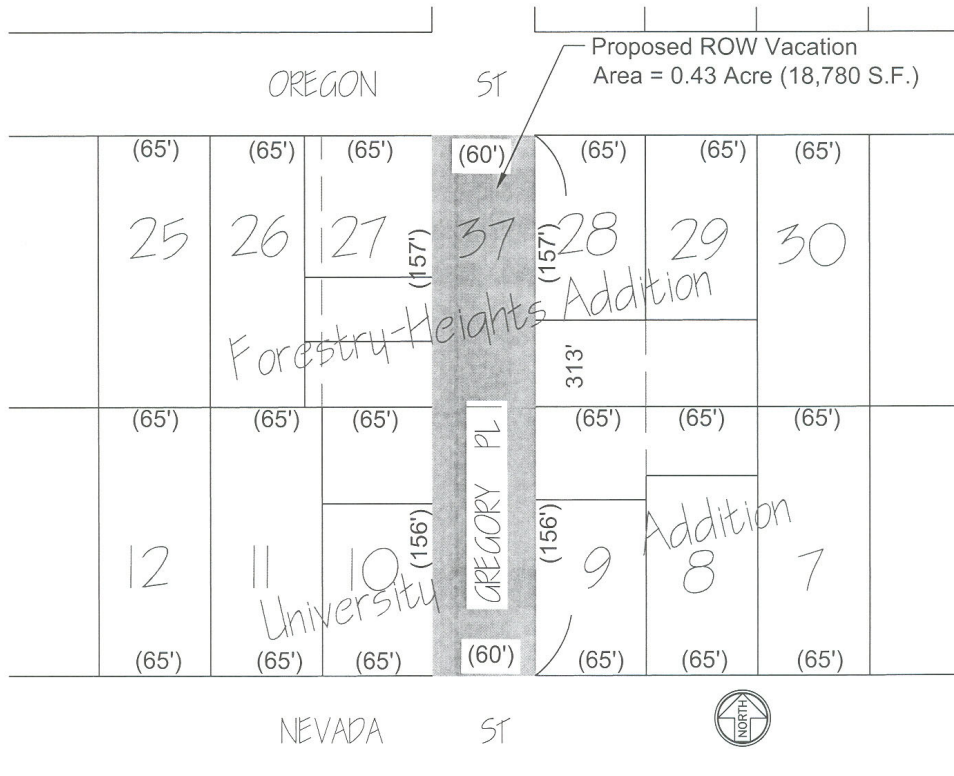 Proposed ROW Vacation
Area = 0.43 Acre (18,780 S.F.)
OREGON ST
(65') (65') (65') (60') (65') (65') (65')
25 26 27 37 28 29 30
(157') (157')
Forestry-Heights Addition
313'
(65') (65') (65') (65') (65') (65')
GREGORY PL
(156') (156')
12 11 10 9 8 7
University Addition
(65') (65') (65') (60') (65') (65') (65')
NEVADA ST
NORTH